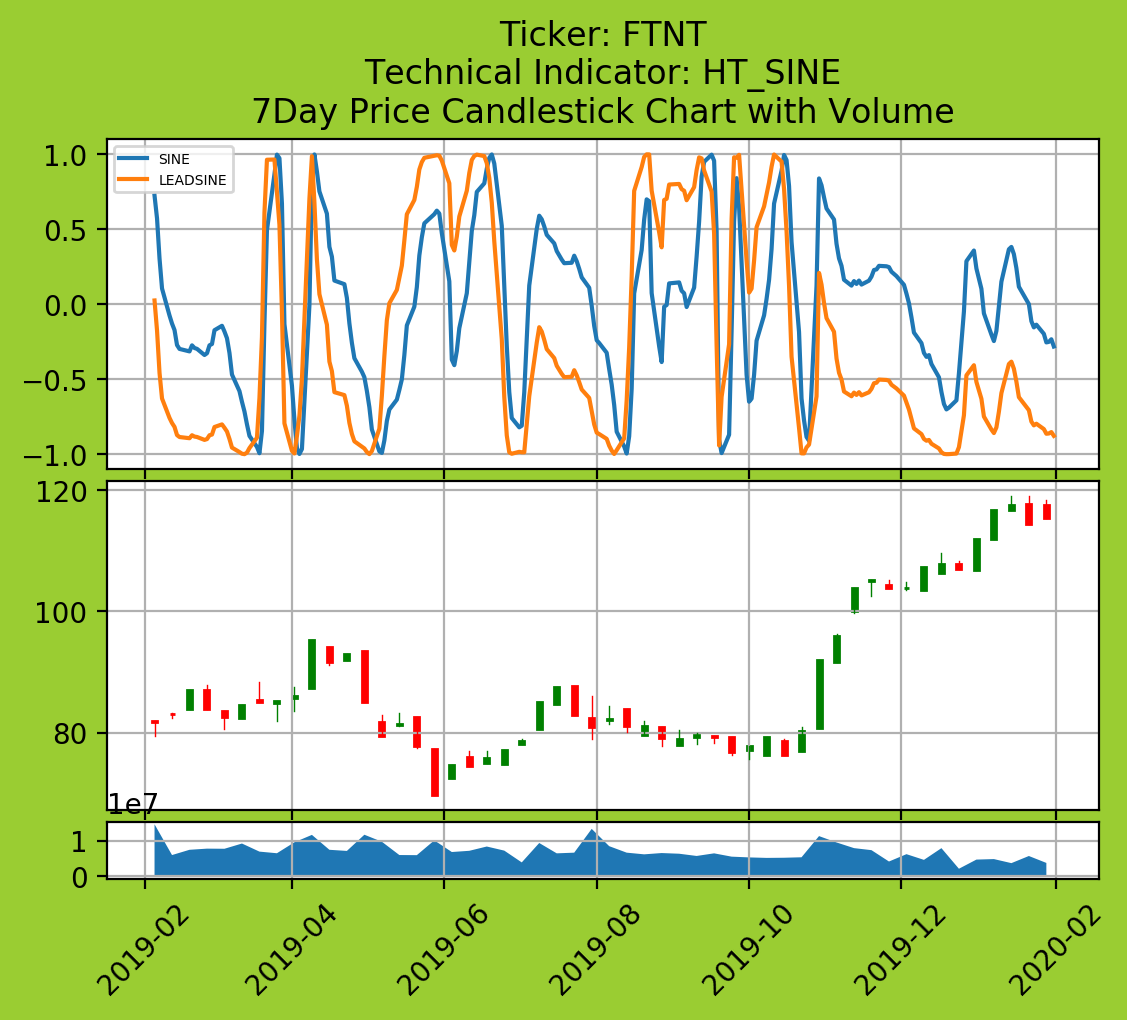 Ticker: FTNT
Technical Indicator: HT_SINE
7Day Price Candlestick Chart with Volume
1.0
0.5
0.0
−0.5
−1.0
SINE
LEADSINE
120
100
80
1e7
1
0
2019-02
2019-04
2019-06
2019-08
2019-10
2019-12
2020-02